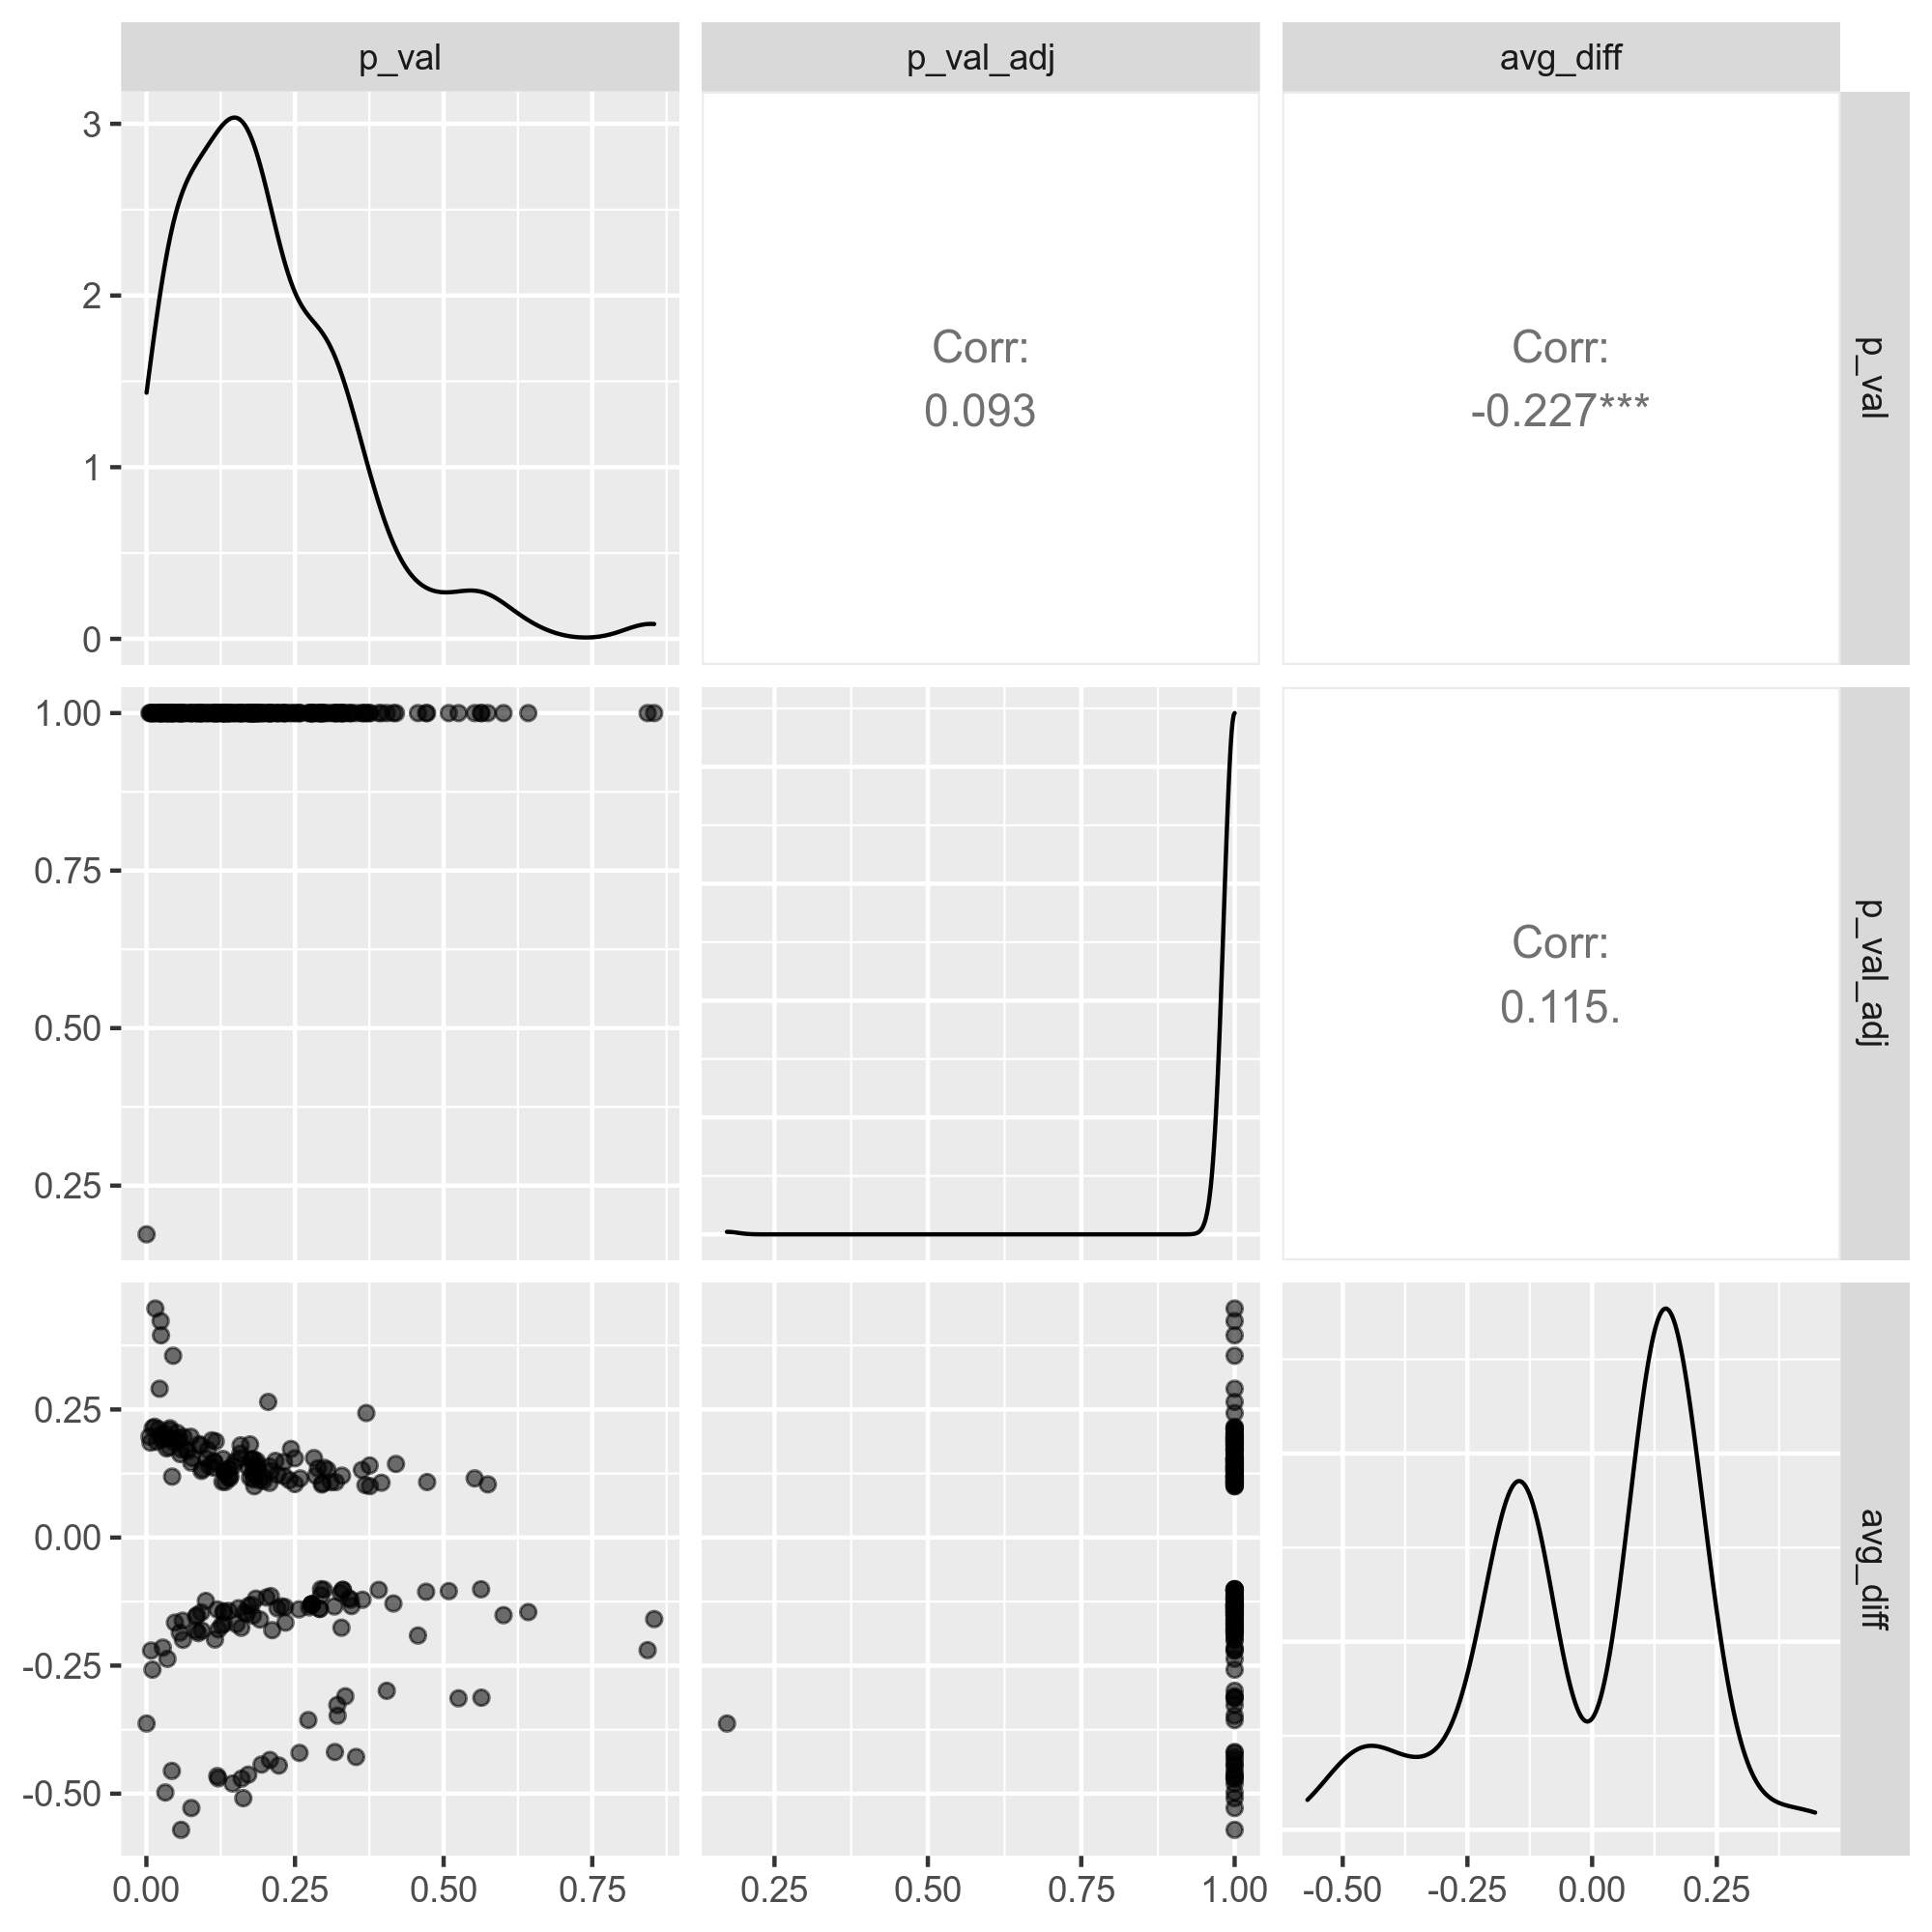 p_val
p_val_adj
avg_diff
3
2
1
0
Corr:
0.093
Corr:
-0.227***
p_val
1.00
0.75
0.50
0.25
Corr:
0.115.
p_val_adj
0.25
0.00
-0.25
-0.50
avg_diff
0.00 0.25 0.50 0.75
0.25 0.50 0.75 1.00
-0.50 -0.25 0.00 0.25